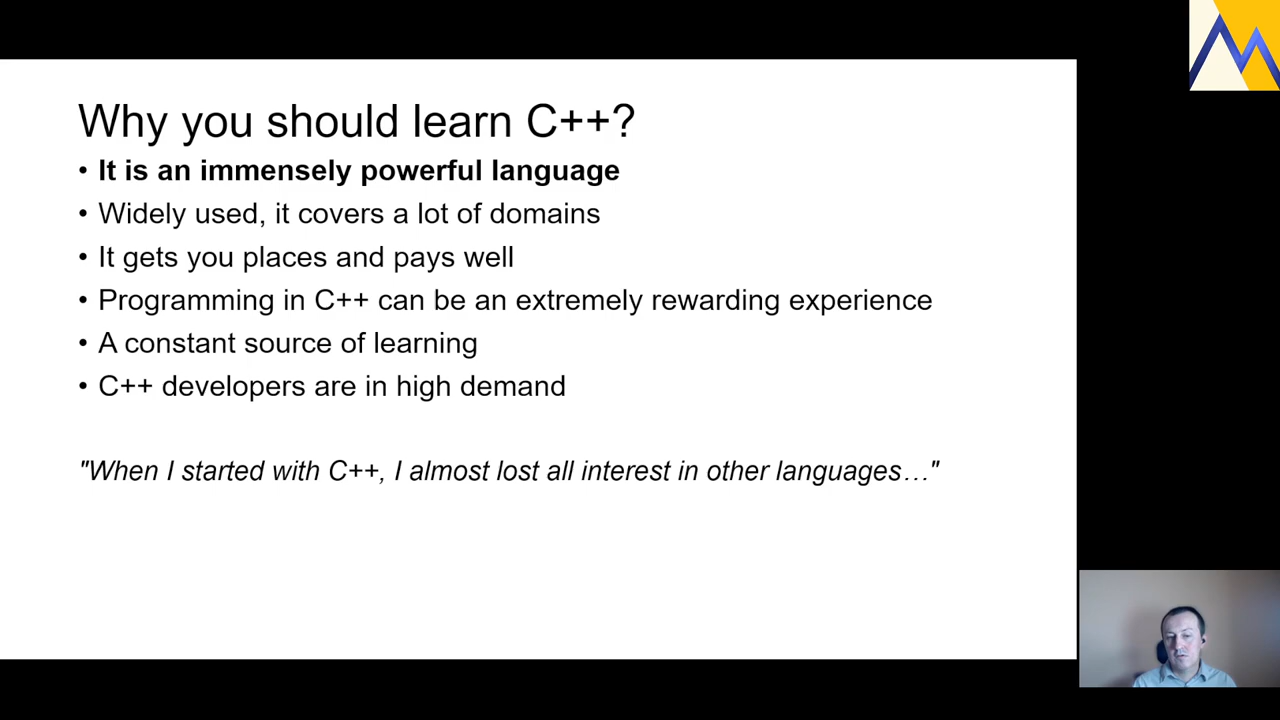 Why you should learn C++?
• It is an immensely powerful language
• Widely used, it covers a lot of domains
• It gets you places and pays well
• Programming in C++ can be an extremely rewarding experience
• A constant source of learning
• C++ developers are in high demand
"When I started with C++, I almost lost all interest in other languages…"